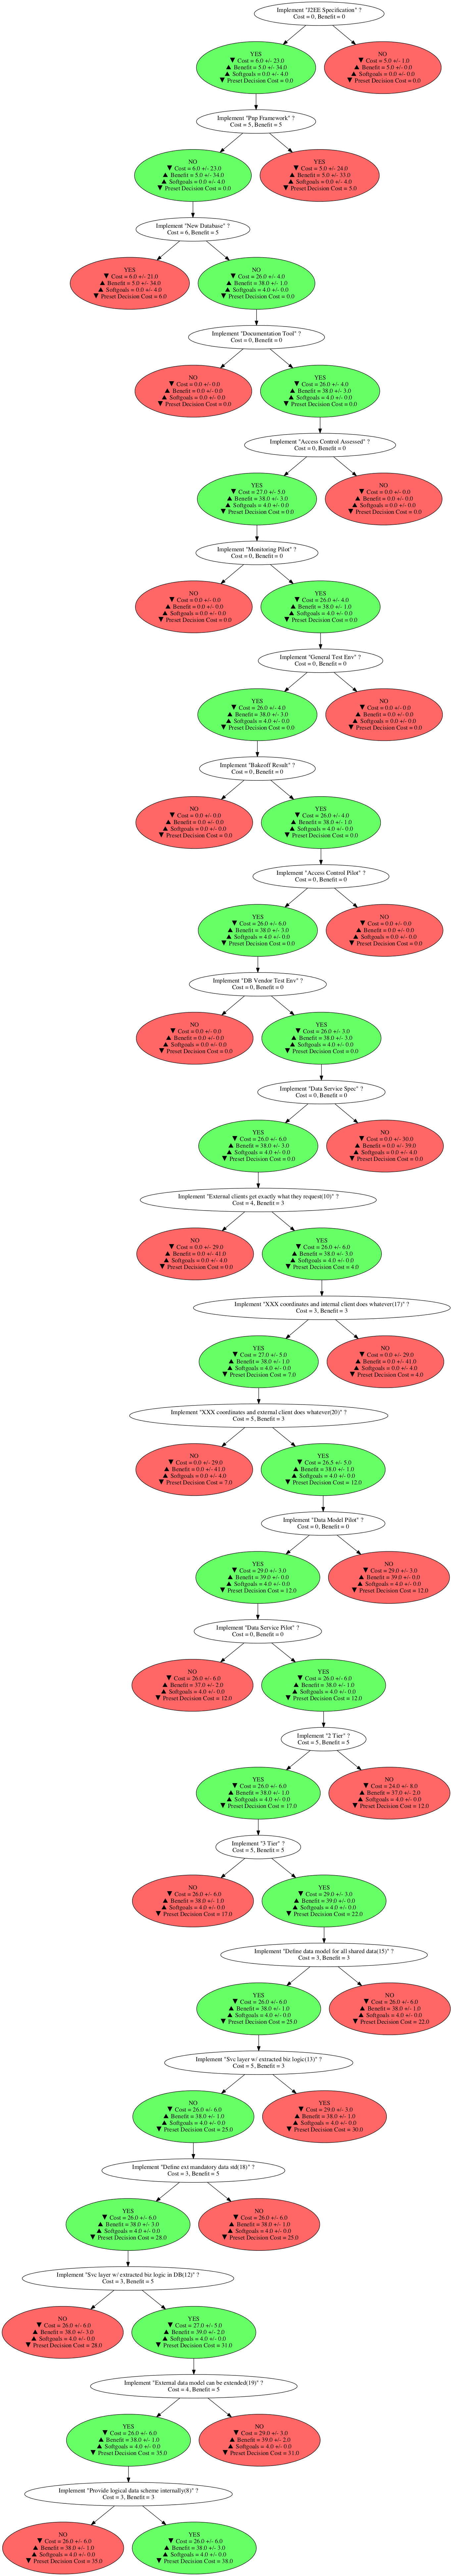 Implement "J2EE Specification" ?
Cost = 0, Benefit = 0
YES
▼ Cost = 6.0 +/- 23.0
▲ Benefit = 5.0 +/- 34.0
▲ Softgoals = 0.0 +/- 4.0
▼ Preset Decision Cost = 0.0
NO
▼ Cost = 5.0 +/- 1.0
▲ Benefit = 5.0 +/- 0.0
▲ Softgoals = 0.0 +/- 0.0
▼ Preset Decision Cost = 0.0
Implement "Pnp Framework" ?
Cost = 5, Benefit = 5
NO
▼ Cost = 6.0 +/- 23.0
▲ Benefit = 5.0 +/- 34.0
▲ Softgoals = 0.0 +/- 4.0
▼ Preset Decision Cost = 0.0
YES
▼ Cost = 5.0 +/- 24.0
▲ Benefit = 5.0 +/- 33.0
▲ Softgoals = 0.0 +/- 4.0
▼ Preset Decision Cost = 5.0
Implement "New Database" ?
Cost = 6, Benefit = 5
YES
▼ Cost = 6.0 +/- 21.0
▲ Benefit = 5.0 +/- 34.0
▲ Softgoals = 0.0 +/- 4.0
▼ Preset Decision Cost = 6.0
NO
▼ Cost = 26.0 +/- 4.0
▲ Benefit = 38.0 +/- 1.0
▲ Softgoals = 4.0 +/- 0.0
▼ Preset Decision Cost = 0.0
Implement "Documentation Tool" ?
Cost = 0, Benefit = 0
NO
▼ Cost = 0.0 +/- 0.0
▲ Benefit = 0.0 +/- 0.0
▲ Softgoals = 0.0 +/- 0.0
▼ Preset Decision Cost = 0.0
YES
▼ Cost = 26.0 +/- 4.0
▲ Benefit = 38.0 +/- 3.0
▲ Softgoals = 4.0 +/- 0.0
▼ Preset Decision Cost = 0.0
Implement "Access Control Assessed" ?
Cost = 0, Benefit = 0
YES
▼ Cost = 27.0 +/- 5.0
▲ Benefit = 38.0 +/- 3.0
▲ Softgoals = 4.0 +/- 0.0
▼ Preset Decision Cost = 0.0
NO
▼ Cost = 0.0 +/- 0.0
▲ Benefit = 0.0 +/- 0.0
▲ Softgoals = 0.0 +/- 0.0
▼ Preset Decision Cost = 0.0
Implement "Monitoring Pilot" ?
Cost = 0, Benefit = 0
NO
▼ Cost = 0.0 +/- 0.0
▲ Benefit = 0.0 +/- 0.0
▲ Softgoals = 0.0 +/- 0.0
▼ Preset Decision Cost = 0.0
YES
▼ Cost = 26.0 +/- 4.0
▲ Benefit = 38.0 +/- 1.0
▲ Softgoals = 4.0 +/- 0.0
▼ Preset Decision Cost = 0.0
Implement "General Test Env" ?
Cost = 0, Benefit = 0
YES
▼ Cost = 26.0 +/- 4.0
▲ Benefit = 38.0 +/- 3.0
▲ Softgoals = 4.0 +/- 0.0
▼ Preset Decision Cost = 0.0
NO
▼ Cost = 0.0 +/- 0.0
▲ Benefit = 0.0 +/- 0.0
▲ Softgoals = 0.0 +/- 0.0
▼ Preset Decision Cost = 0.0
Implement "Bakeoff Result" ?
Cost = 0, Benefit = 0
NO
▼ Cost = 0.0 +/- 0.0
▲ Benefit = 0.0 +/- 0.0
▲ Softgoals = 0.0 +/- 0.0
▼ Preset Decision Cost = 0.0
YES
▼ Cost = 26.0 +/- 4.0
▲ Benefit = 38.0 +/- 1.0
▲ Softgoals = 4.0 +/- 0.0
▼ Preset Decision Cost = 0.0
Implement "Access Control Pilot" ?
Cost = 0, Benefit = 0
YES
▼ Cost = 26.0 +/- 6.0
▲ Benefit = 38.0 +/- 3.0
▲ Softgoals = 4.0 +/- 0.0
▼ Preset Decision Cost = 0.0
NO
▼ Cost = 0.0 +/- 0.0
▲ Benefit = 0.0 +/- 0.0
▲ Softgoals = 0.0 +/- 0.0
▼ Preset Decision Cost = 0.0
Implement "DB Vendor Test Env" ?
Cost = 0, Benefit = 0
NO
▼ Cost = 0.0 +/- 0.0
▲ Benefit = 0.0 +/- 0.0
▲ Softgoals = 0.0 +/- 0.0
▼ Preset Decision Cost = 0.0
YES
▼ Cost = 26.0 +/- 3.0
▲ Benefit = 38.0 +/- 3.0
▲ Softgoals = 4.0 +/- 0.0
▼ Preset Decision Cost = 0.0
Implement "Data Service Spec" ?
Cost = 0, Benefit = 0
YES
▼ Cost = 26.0 +/- 6.0
▲ Benefit = 38.0 +/- 3.0
▲ Softgoals = 4.0 +/- 0.0
▼ Preset Decision Cost = 0.0
NO
▼ Cost = 0.0 +/- 30.0
▲ Benefit = 0.0 +/- 39.0
▲ Softgoals = 0.0 +/- 4.0
▼ Preset Decision Cost = 0.0
Implement "External clients get exactly what they request(10)" ?
Cost = 4, Benefit = 3
NO
▼ Cost = 0.0 +/- 29.0
▲ Benefit = 0.0 +/- 41.0
▲ Softgoals = 0.0 +/- 4.0
▼ Preset Decision Cost = 0.0
YES
▼ Cost = 26.0 +/- 6.0
▲ Benefit = 38.0 +/- 3.0
▲ Softgoals = 4.0 +/- 0.0
▼ Preset Decision Cost = 4.0
Implement "XXX coordinates and internal client does whatever(17)" ?
Cost = 3, Benefit = 3
YES
▼ Cost = 27.0 +/- 5.0
▲ Benefit = 38.0 +/- 1.0
▲ Softgoals = 4.0 +/- 0.0
▼ Preset Decision Cost = 7.0
NO
▼ Cost = 0.0 +/- 29.0
▲ Benefit = 0.0 +/- 41.0
▲ Softgoals = 0.0 +/- 4.0
▼ Preset Decision Cost = 4.0
Implement "XXX coordinates and external client does whatever(20)" ?
Cost = 5, Benefit = 3
NO
▼ Cost = 0.0 +/- 29.0
▲ Benefit = 0.0 +/- 41.0
▲ Softgoals = 0.0 +/- 4.0
▼ Preset Decision Cost = 7.0
YES
▼ Cost = 26.5 +/- 5.0
▲ Benefit = 38.0 +/- 1.0
▲ Softgoals = 4.0 +/- 0.0
▼ Preset Decision Cost = 12.0
Implement "Data Model Pilot" ?
Cost = 0, Benefit = 0
YES
▼ Cost = 29.0 +/- 3.0
▲ Benefit = 39.0 +/- 0.0
▲ Softgoals = 4.0 +/- 0.0
▼ Preset Decision Cost = 12.0
NO
▼ Cost = 29.0 +/- 3.0
▲ Benefit = 39.0 +/- 0.0
▲ Softgoals = 4.0 +/- 0.0
▼ Preset Decision Cost = 12.0
Implement "Data Service Pilot" ?
Cost = 0, Benefit = 0
NO
▼ Cost = 26.0 +/- 6.0
▲ Benefit = 37.0 +/- 2.0
▲ Softgoals = 4.0 +/- 0.0
▼ Preset Decision Cost = 12.0
YES
▼ Cost = 26.0 +/- 6.0
▲ Benefit = 38.0 +/- 1.0
▲ Softgoals = 4.0 +/- 0.0
▼ Preset Decision Cost = 12.0
Implement "2 Tier" ?
Cost = 5, Benefit = 5
YES
▼ Cost = 26.0 +/- 6.0
▲ Benefit = 38.0 +/- 1.0
▲ Softgoals = 4.0 +/- 0.0
▼ Preset Decision Cost = 17.0
NO
▼ Cost = 24.0 +/- 8.0
▲ Benefit = 37.0 +/- 2.0
▲ Softgoals = 4.0 +/- 0.0
▼ Preset Decision Cost = 12.0
Implement "3 Tier" ?
Cost = 5, Benefit = 5
NO
▼ Cost = 26.0 +/- 6.0
▲ Benefit = 38.0 +/- 1.0
▲ Softgoals = 4.0 +/- 0.0
▼ Preset Decision Cost = 17.0
YES
▼ Cost = 29.0 +/- 3.0
▲ Benefit = 39.0 +/- 0.0
▲ Softgoals = 4.0 +/- 0.0
▼ Preset Decision Cost = 22.0
Implement "Define data model for all shared data(15)" ?
Cost = 3, Benefit = 3
YES
▼ Cost = 26.0 +/- 6.0
▲ Benefit = 38.0 +/- 1.0
▲ Softgoals = 4.0 +/- 0.0
▼ Preset Decision Cost = 25.0
NO
▼ Cost = 26.0 +/- 6.0
▲ Benefit = 38.0 +/- 1.0
▲ Softgoals = 4.0 +/- 0.0
▼ Preset Decision Cost = 22.0
Implement "Svc layer w/ extracted biz logic(13)" ?
Cost = 5, Benefit = 3
NO
▼ Cost = 26.0 +/- 6.0
▲ Benefit = 38.0 +/- 1.0
▲ Softgoals = 4.0 +/- 0.0
▼ Preset Decision Cost = 25.0
YES
▼ Cost = 29.0 +/- 3.0
▲ Benefit = 38.0 +/- 1.0
▲ Softgoals = 4.0 +/- 0.0
▼ Preset Decision Cost = 30.0
Implement "Define ext mandatory data std(18)" ?
Cost = 3, Benefit = 5
YES
▼ Cost = 26.0 +/- 6.0
▲ Benefit = 38.0 +/- 3.0
▲ Softgoals = 4.0 +/- 0.0
▼ Preset Decision Cost = 28.0
NO
▼ Cost = 26.0 +/- 6.0
▲ Benefit = 38.0 +/- 1.0
▲ Softgoals = 4.0 +/- 0.0
▼ Preset Decision Cost = 25.0
Implement "Svc layer w/ extracted biz logic in DB(12)" ?
Cost = 3, Benefit = 5
NO
▼ Cost = 26.0 +/- 6.0
▲ Benefit = 38.0 +/- 3.0
▲ Softgoals = 4.0 +/- 0.0
▼ Preset Decision Cost = 28.0
YES
▼ Cost = 27.0 +/- 5.0
▲ Benefit = 39.0 +/- 2.0
▲ Softgoals = 4.0 +/- 0.0
▼ Preset Decision Cost = 31.0
Implement "External data model can be extended(19)" ?
Cost = 4, Benefit = 5
YES
▼ Cost = 26.0 +/- 6.0
▲ Benefit = 38.0 +/- 1.0
▲ Softgoals = 4.0 +/- 0.0
▼ Preset Decision Cost = 35.0
NO
▼ Cost = 29.0 +/- 3.0
▲ Benefit = 39.0 +/- 2.0
▲ Softgoals = 4.0 +/- 0.0
▼ Preset Decision Cost = 31.0
Implement "Provide logical data scheme internally(8)" ?
Cost = 3, Benefit = 3
NO
▼ Cost = 26.0 +/- 6.0
▲ Benefit = 38.0 +/- 1.0
▲ Softgoals = 4.0 +/- 0.0
▼ Preset Decision Cost = 35.0
YES
▼ Cost = 26.0 +/- 6.0
▲ Benefit = 38.0 +/- 3.0
▲ Softgoals = 4.0 +/- 0.0
▼ Preset Decision Cost = 38.0